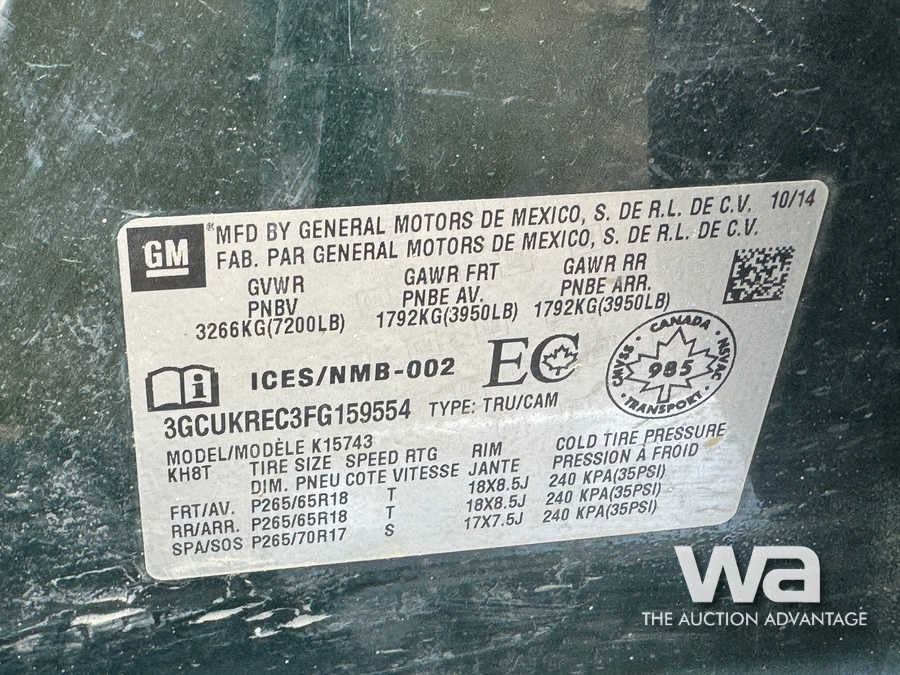 GM
®MFD BY GENERAL MOTORS DE MEXICO, S. DE R.L. DE C.V. 10/14
FAB. PAR GENERAL MOTORS DE MEXICO, S. DE R.L. DE C.V.
GVWR GAWR FRT GAWR RR
PNBV PNBE AV. PNBE ARR.
3266KG(7200LB) 1792KG(3950LB) 1792KG(3950LB)
i ICES/NMB-002 EC
CMVSS · CANADA · NSVAC · TRANSPORT ·
985
3GCUKREC3FG159554 TYPE: TRU/CAM
MODEL/MODÈLE K15743
KH8T TIRE SIZE SPEED RTG RIM COLD TIRE PRESSURE
DIM. PNEU COTE VITESSE JANTE PRESSION À FROID
FRT/AV. P265/65R18 T 18X8.5J 240 KPA(35PSI)
RR/ARR. P265/65R18 T 18X8.5J 240 KPA(35PSI)
SPA/SOS P265/70R17 S 17X7.5J 240 KPA(35PSI)
wa
THE AUCTION ADVANTAGE